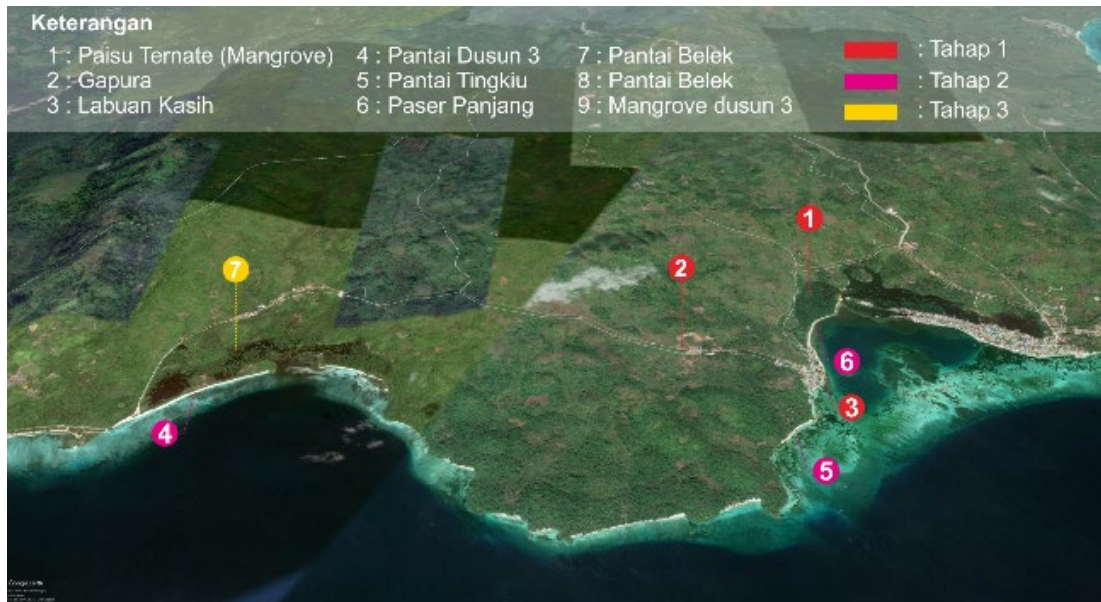 Keterangan
1 : Paisu Ternate (Mangrove) 4 : Pantai Dusun 3 7 : Pantai Belek : Tahap 1
2 : Gapura 5 : Pantai Tingkiu 8 : Pantai Belek : Tahap 2
3 : Labuan Kasih 6 : Paser Panjang 9 : Mangrove dusun 3 : Tahap 3
1
7 2
6
3
4
5